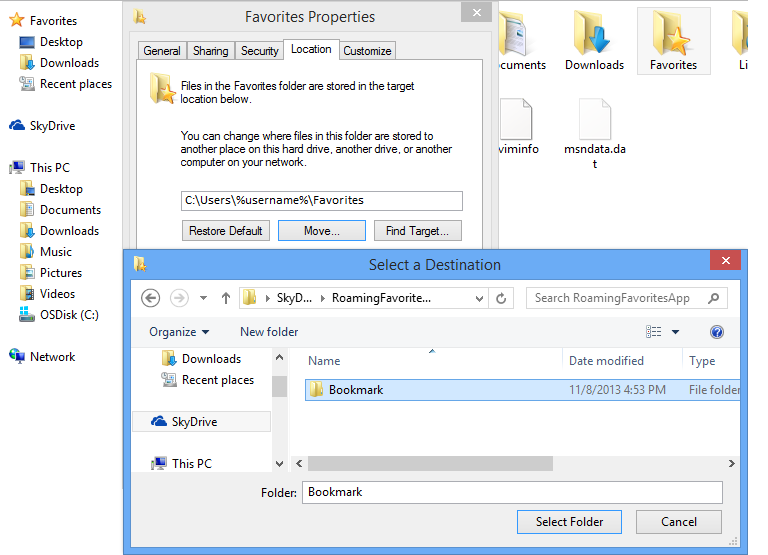 Favorites
Desktop
Downloads
Recent places
SkyDrive
This PC
Desktop
Documents
Downloads
Music
Pictures
Videos
OSDisk (C:)
Network
Favorites Properties
General Sharing Security Location Customize
Files in the Favorites folder are stored in the target
location below.
You can change where files in this folder are stored to
another place on this hard drive, another drive, or another
computer on your network.
C:\Users\%username%\Favorites
Restore Default Move... Find Target...
ocuments Downloads Favorites Li
viminfo msndata.da
t
Select a Destination
SkyD... RoamingFavorite... Search RoamingFavoritesApp
Organize New folder
Downloads
Recent places
SkyDrive
This PC
Name Date modified Type
Bookmark 11/8/2013 4:53 PM File folder
Folder: Bookmark
Select Folder Cancel